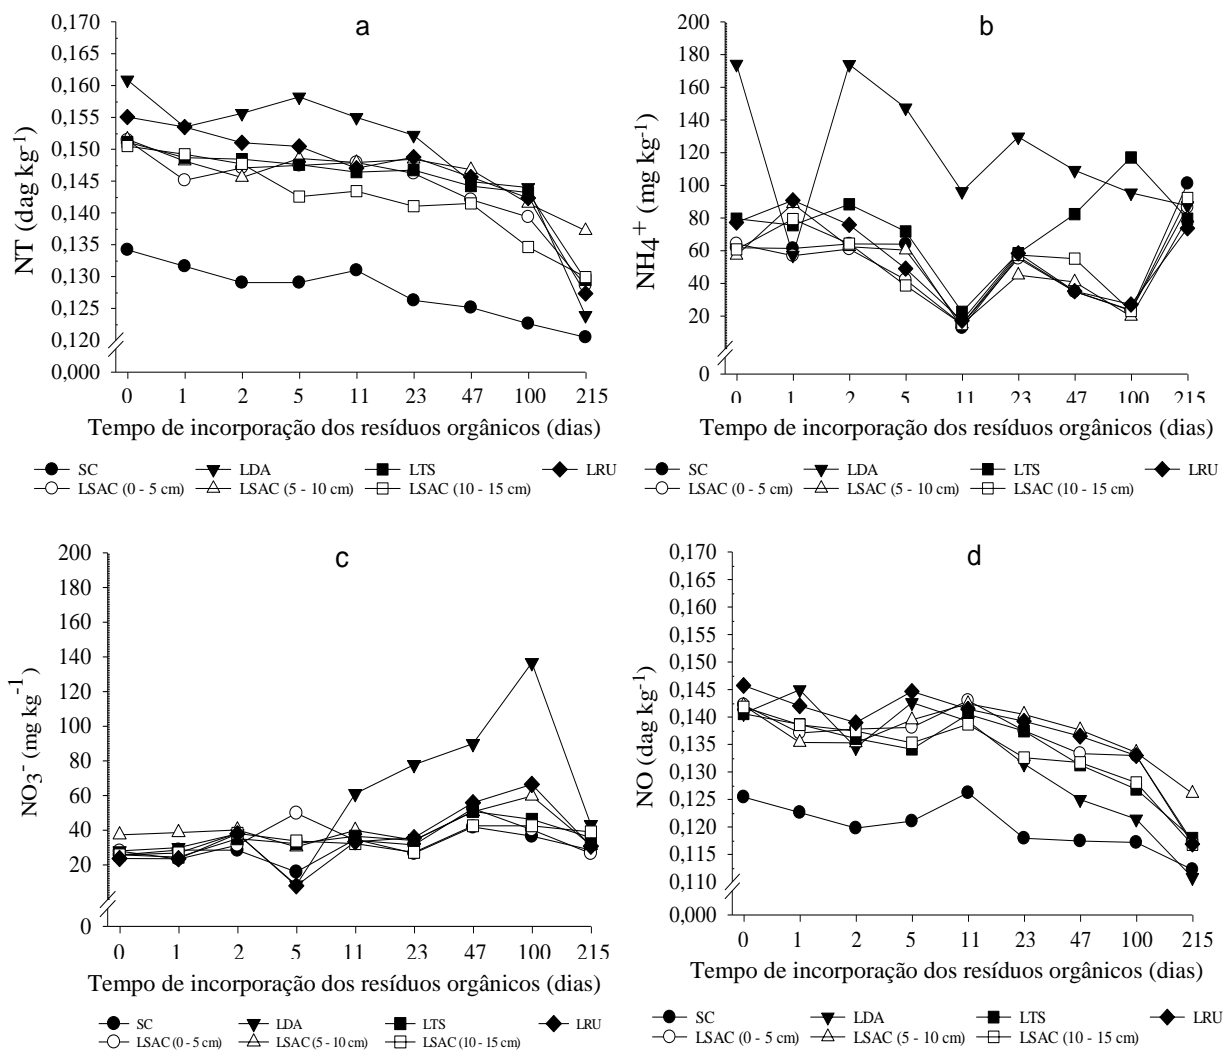 a
NT (dag kg-1)
0,170
0,165
0,160
0,155
0,150
0,145
0,140
0,135
0,130
0,125
0,120
0,000
0 1 2 5 11 23 47 100 215
Tempo de incorporação dos resíduos orgânicos (dias)
SC LDA LTS LRU
LSAC (0 - 5 cm) LSAC (5 - 10 cm) LSAC (10 - 15 cm)
b
NH4+ (mg kg-1)
200
180
160
140
120
100
80
60
40
20
0
0 1 2 5 11 23 47 100 215
Tempo de incorporação dos resíduos orgânicos (dias)
SC LDA LTS LRU
LSAC (0 - 5 cm) LSAC (5 - 10 cm) LSAC (10 - 15 cm)
c
NO3- (mg kg-1)
200
180
160
140
120
100
80
60
40
20
0
0 1 2 5 11 23 47 100 215
Tempo de incorporação dos resíduos orgânicos (dias)
SC LDA LTS LRU
LSAC (0 - 5 cm) LSAC (5 - 10 cm) LSAC (10 - 15 cm)
d
NO (dag kg-1)
0,170
0,165
0,160
0,155
0,150
0,145
0,140
0,135
0,130
0,125
0,120
0,115
0,110
0,000
0 1 2 5 11 23 47 100 215
Tempo de incorporação dos resíduos orgânicos (dias)
SC LDA LTS LRU
LSAC (0 - 5 cm) LSAC (5 - 10 cm) LSAC (10 - 15 cm)